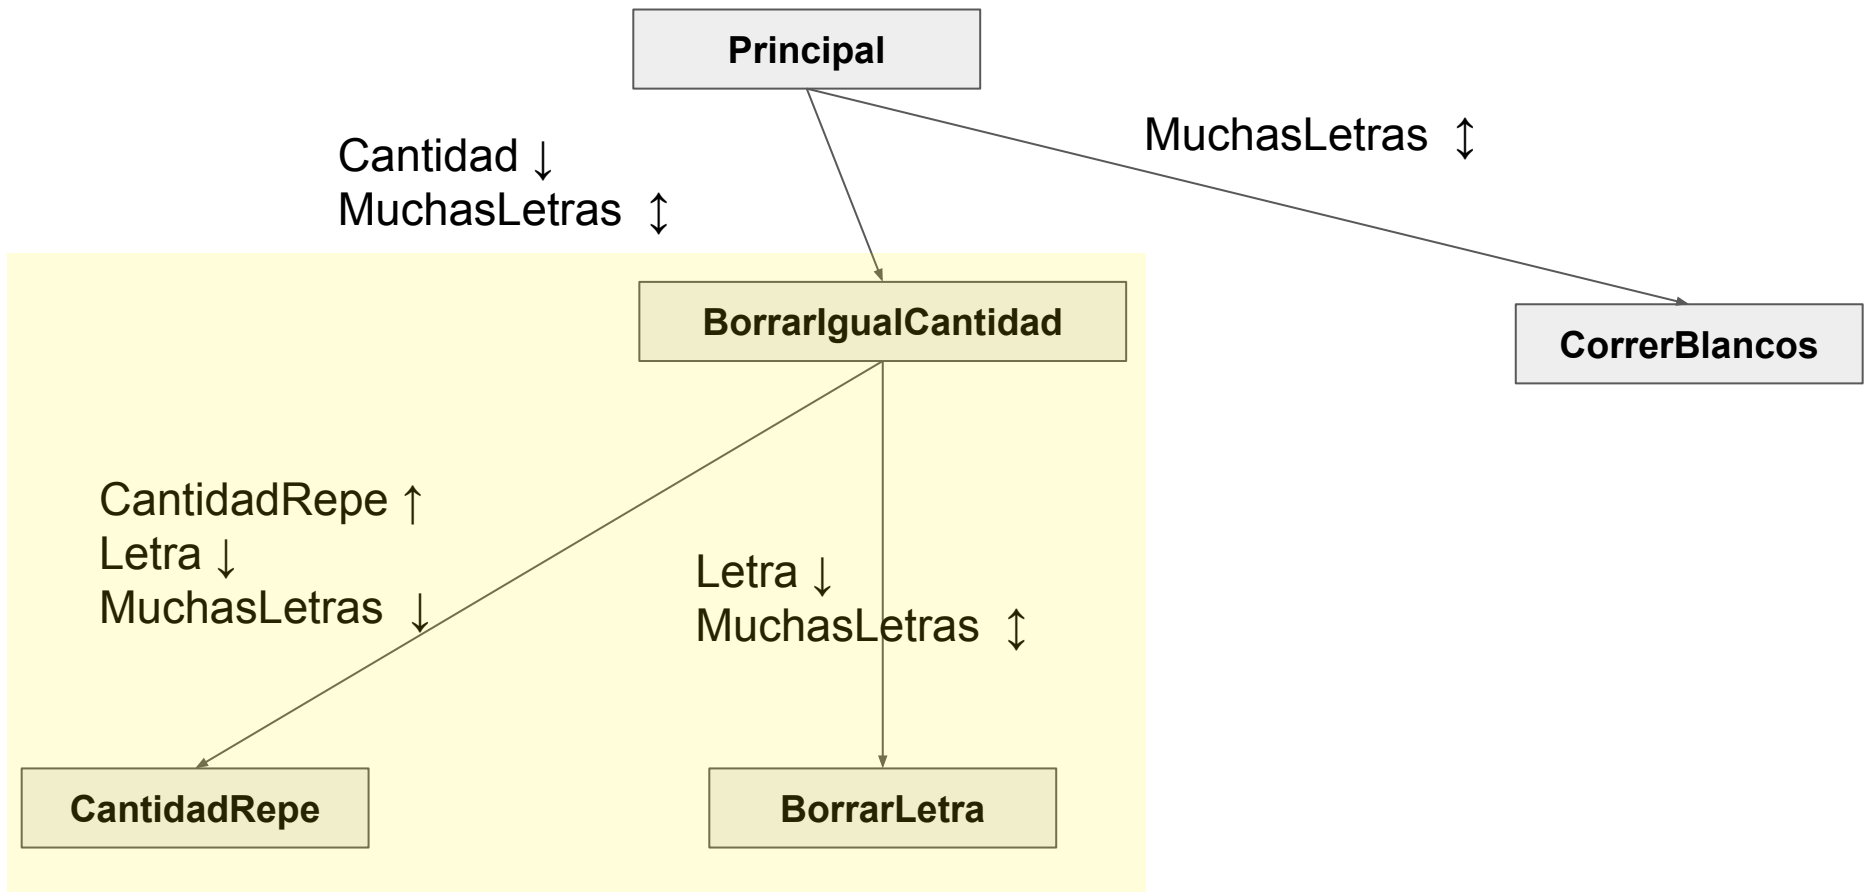 Principal
MuchasLetras ↕
Cantidad ↓
MuchasLetras ↕
BorrarIgualCantidad
CorrerBlancos
CantidadRepe ↑
Letra ↓
MuchasLetras ↓
Letra ↓
MuchasLetras ↕
CantidadRepe
BorrarLetra